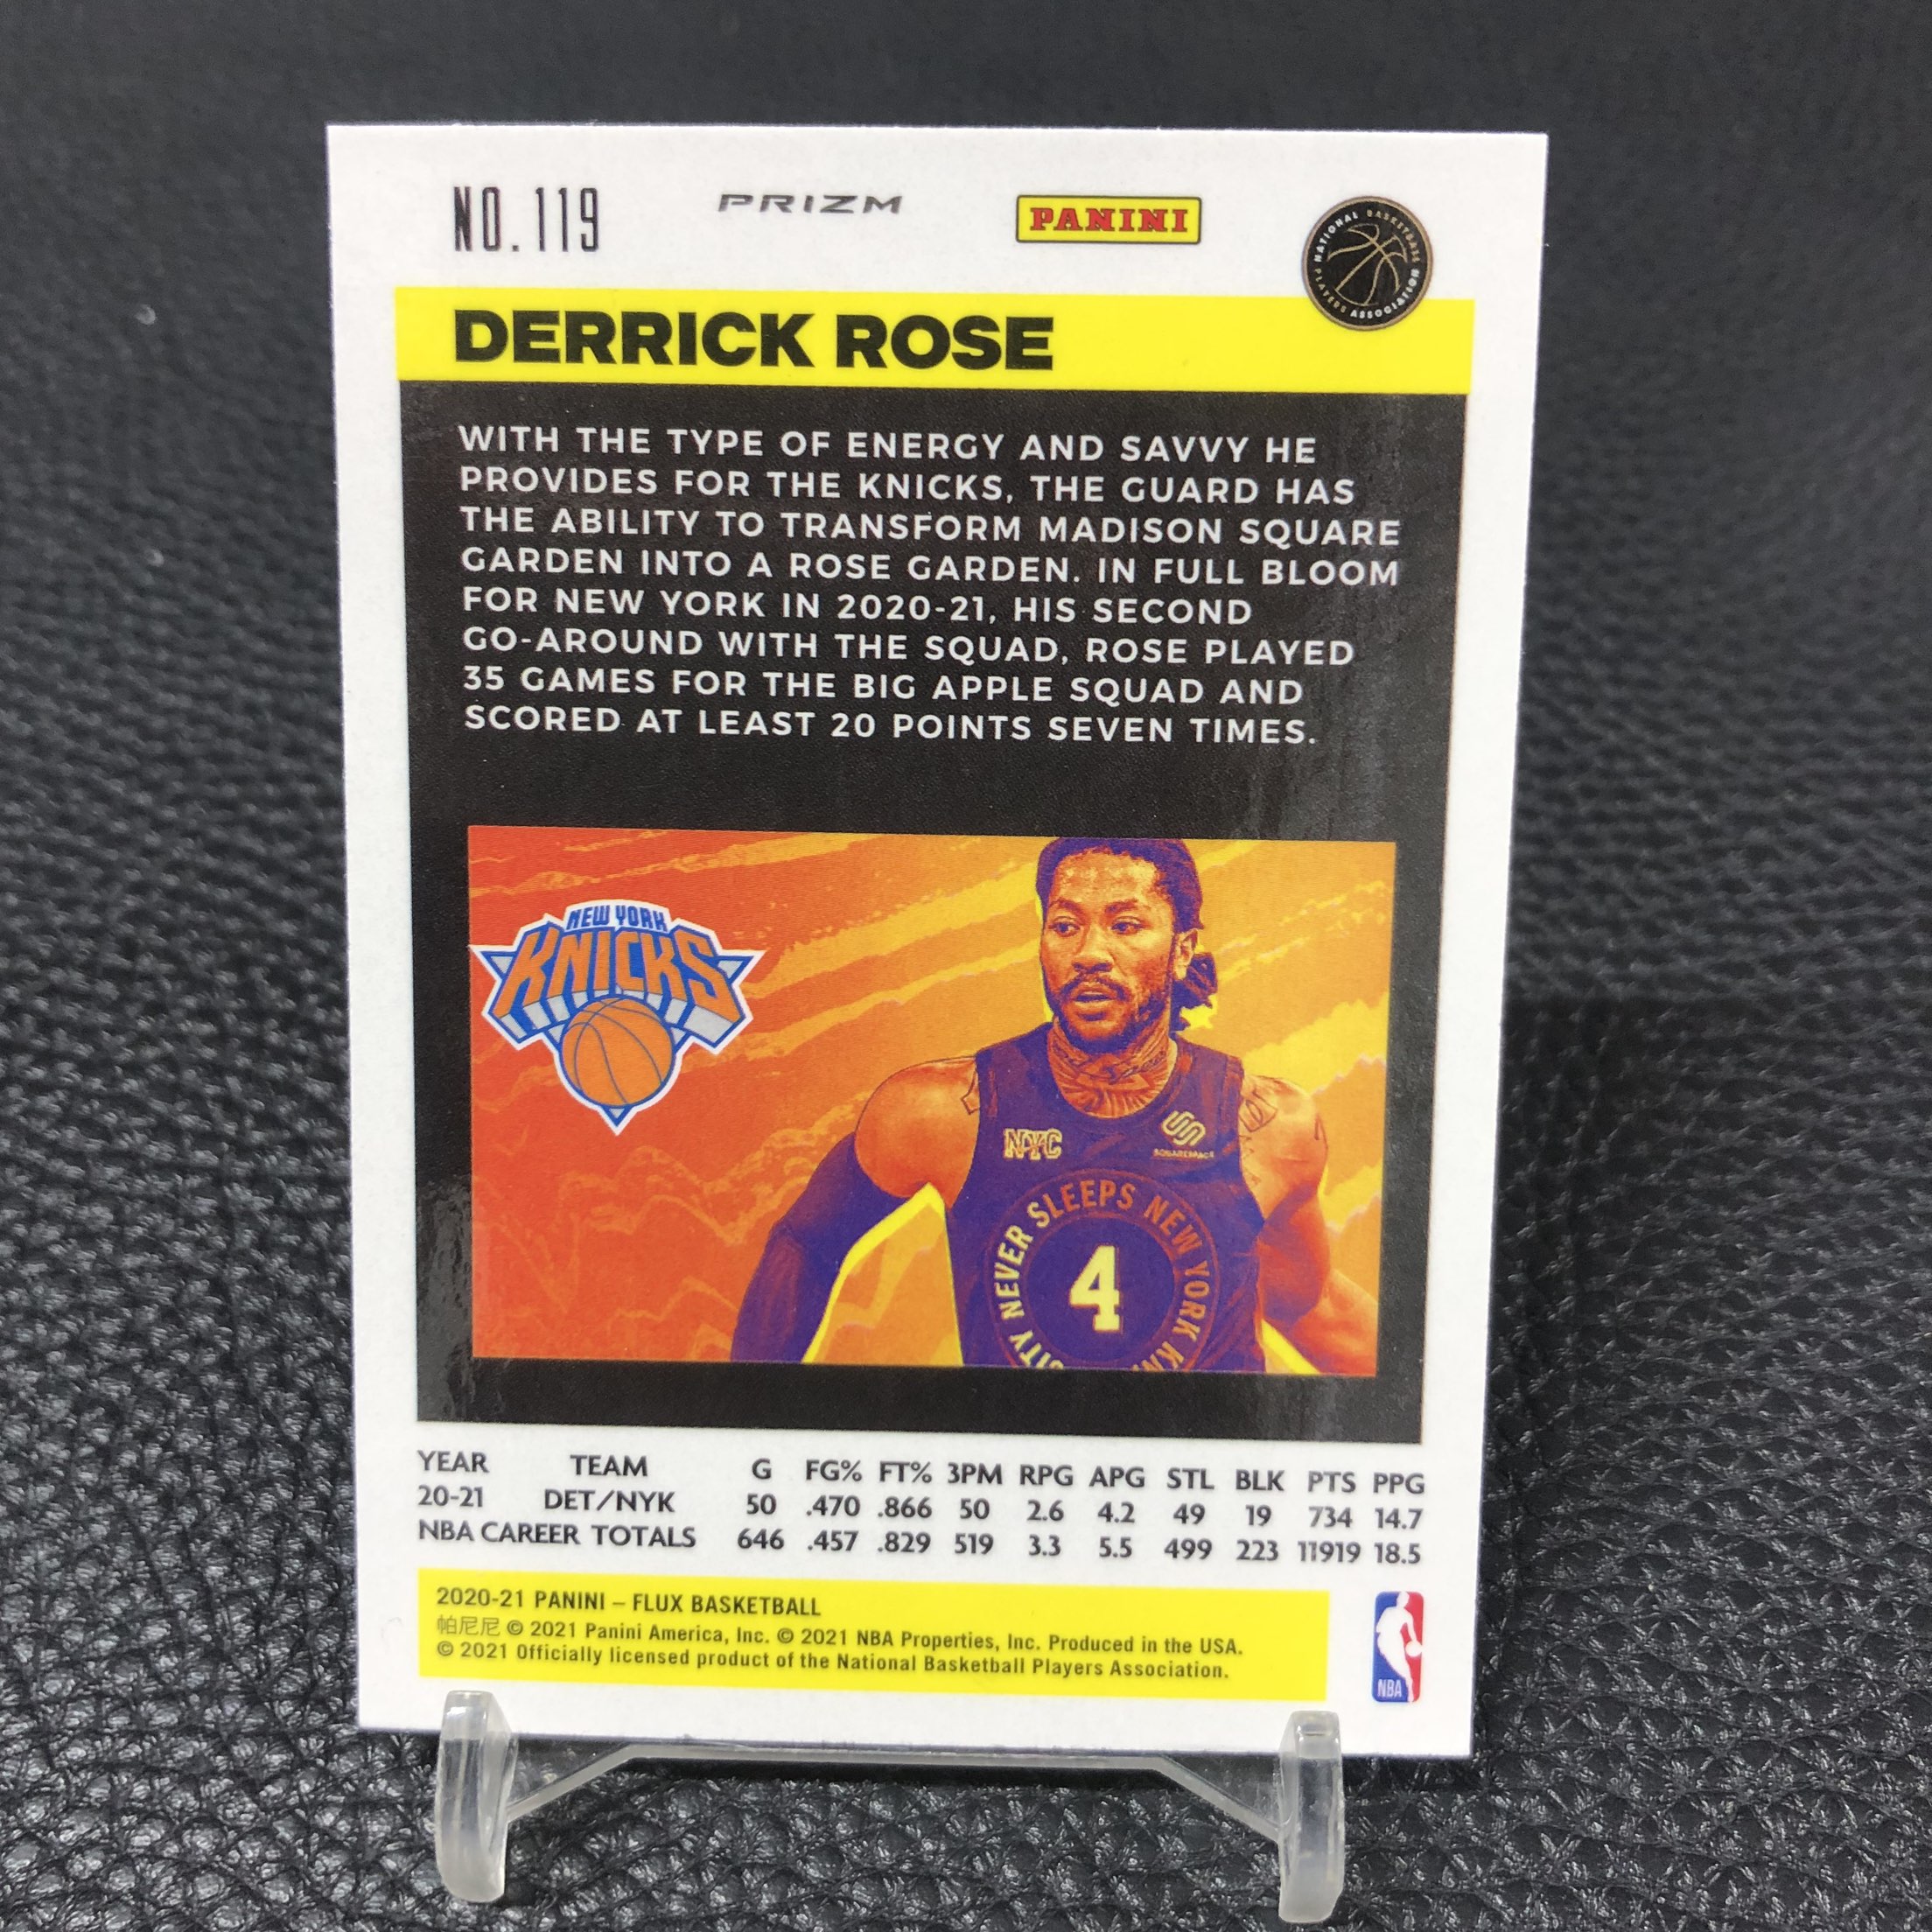 NO.119
PRIZM
PANINI
NATIONAL BASKETBALL PLAYERS ASSOCIATION
DERRICK ROSE
WITH THE TYPE OF ENERGY AND SAVVY HE
PROVIDES FOR THE KNICKS, THE GUARD HAS
THE ABILITY TO TRANSFORM MADISON SQUARE
GARDEN INTO A ROSE GARDEN. IN FULL BLOOM
FOR NEW YORK IN 2020-21, HIS SECOND
GO-AROUND WITH THE SQUAD, ROSE PLAYED
35 GAMES FOR THE BIG APPLE SQUAD AND
SCORED AT LEAST 20 POINTS SEVEN TIMES.
NEW YORK
KNICKS
NYC
SQUARESPACE
CITY NEVER SLEEPS NEW YORK KN
4
YEAR TEAM G FG% FT% 3PM RPG APG STL BLK PTS PPG
20-21 DET/NYK 50 .470 .866 50 2.6 4.2 49 19 734 14.7
NBA CAREER TOTALS 646 .457 .829 519 3.3 5.5 499 223 11919 18.5
2020-21 PANINI – FLUX BASKETBALL
帕尼尼 © 2021 Panini America, Inc. © 2021 NBA Properties, Inc. Produced in the USA.
© 2021 Officially licensed product of the National Basketball Players Association.
NBA